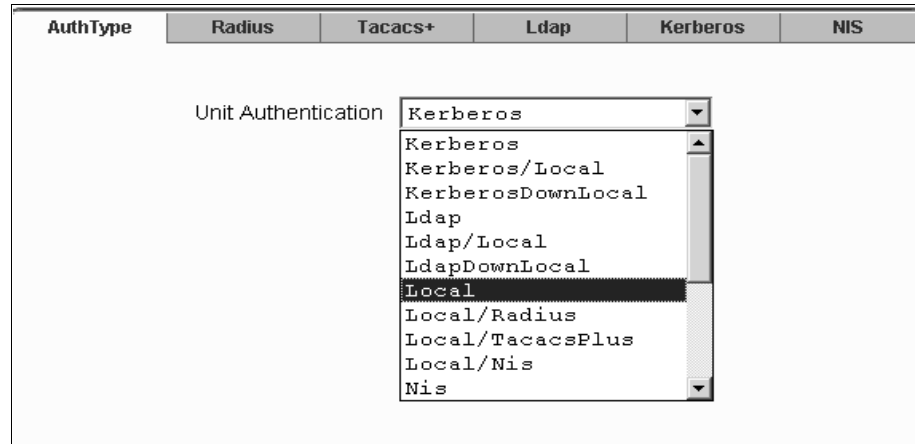 AuthType Radius Tacacs+ Ldap Kerberos NIS
Unit Authentication Kerberos
Kerberos
Kerberos/Local
KerberosDownLocal
Ldap
Ldap/Local
LdapDownLocal
Local
Local/Radius
Local/TacacsPlus
Local/Nis
Nis